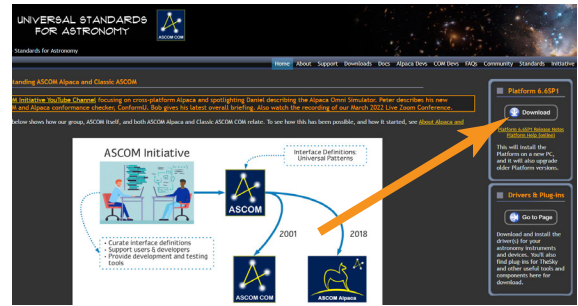 UNIVERSAL STANDARDS
FOR ASTRONOMY
ASCOM COM
Standards for Astronomy
Home About Support Downloads Docs Alpaca Devs COM Devs FAQs Community Standards Initiative
tanding ASCOM Alpaca and Classic ASCOM
M Initiative YouTube Channel focusing on cross-platform Alpaca and spotlighting Daniel describing the Alpaca Omni Simulator. Peter describes his new
M and Alpaca conformance checker, ConformU. Bob gives his latest overall briefing. Also watch the recording of our March 2022 Live Zoom Conference.
below shows how our group, ASCOM itself, and both ASCOM Alpaca and Classic ASCOM COM relate. To see how this has been possible, and how it started, see About Alpaca and
ASCOM Initiative
Interface Definitions:
Universal Patterns
ASCOM
2001
2018
• Curate interface definitions
• Support users & developers
• Provide development and testing
tools
ASCOM COM
ASCOM Alpaca
Platform 6.6SP1
Download
Platform 6.6SP1 Release Notes
Platform Help (online)
This will install the
Platform on a new PC,
and it will also upgrade
older Platform versions.
Drivers & Plug-ins
Go to Page
Download and install the
driver(s) for your
astronomy instruments
and devices. You'll also
find plug-ins for TheSky
and other useful tools and
components here for
download.